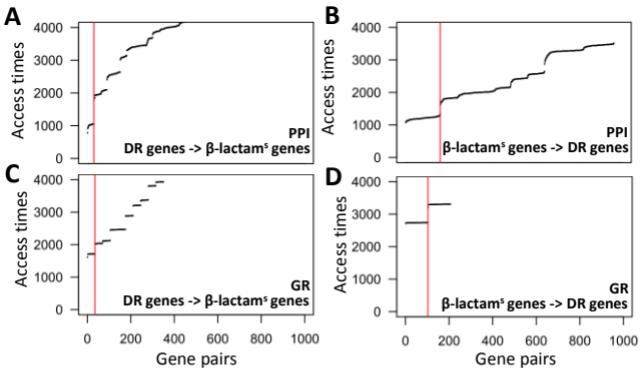 A
Access times
4000
3000
2000
1000
0
PPI
DR genes -> β-lactamˢ genes
B
Access times
4000
3000
2000
1000
0
PPI
β-lactamˢ genes -> DR genes
C
Access times
4000
3000
2000
1000
0
GR
DR genes -> β-lactamˢ genes
0 200 400 600 800 1000
Gene pairs
D
Access times
4000
3000
2000
1000
0
GR
β-lactamˢ genes -> DR genes
0 200 400 600 800 1000
Gene pairs